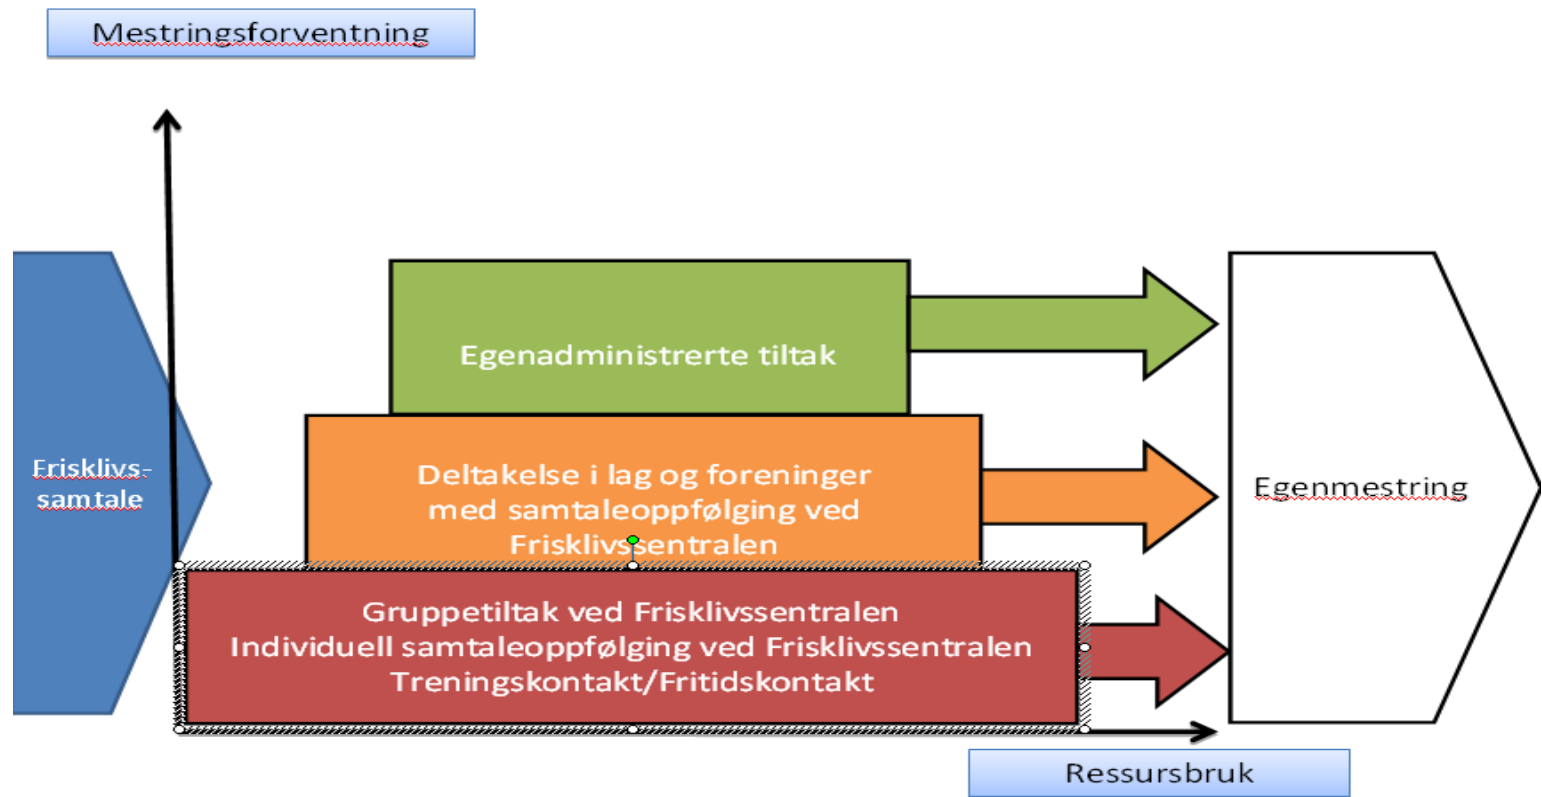 Mestringsforventning
Egenadministrerte tiltak
Frisklivs-
samtale
Deltakelse i lag og foreninger
med samtaleoppfølging ved
Frisklivssentralen
Egenmestring
Gruppetiltak ved Frisklivssentralen
Individuell samtaleoppfølging ved Frisklivssentralen
Treningskontakt/Fritidskontakt
Ressursbruk